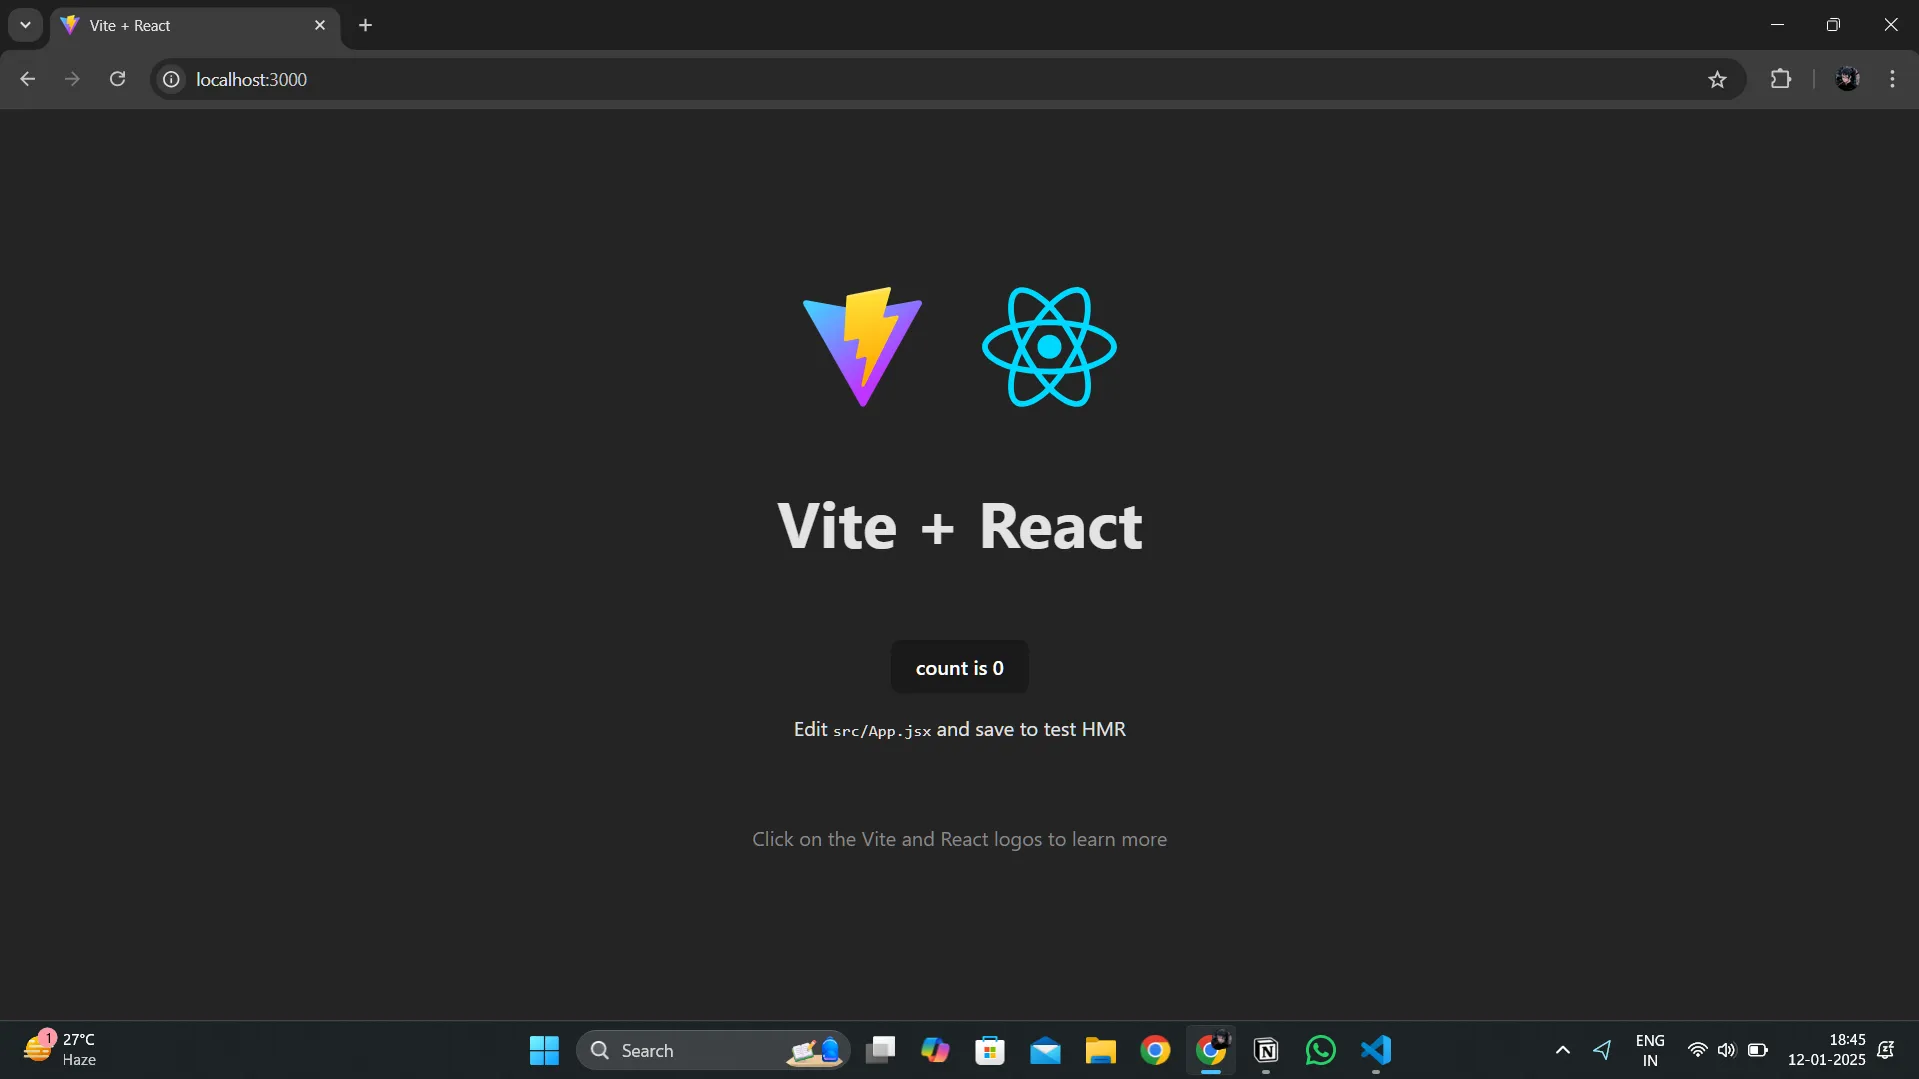 Vite + React
localhost:3000
Vite + React
count is 0
Edit src/App.jsx and save to test HMR
Click on the Vite and React logos to learn more
1
27°C
Haze
Search
ENG
IN
18:45
12-01-2025